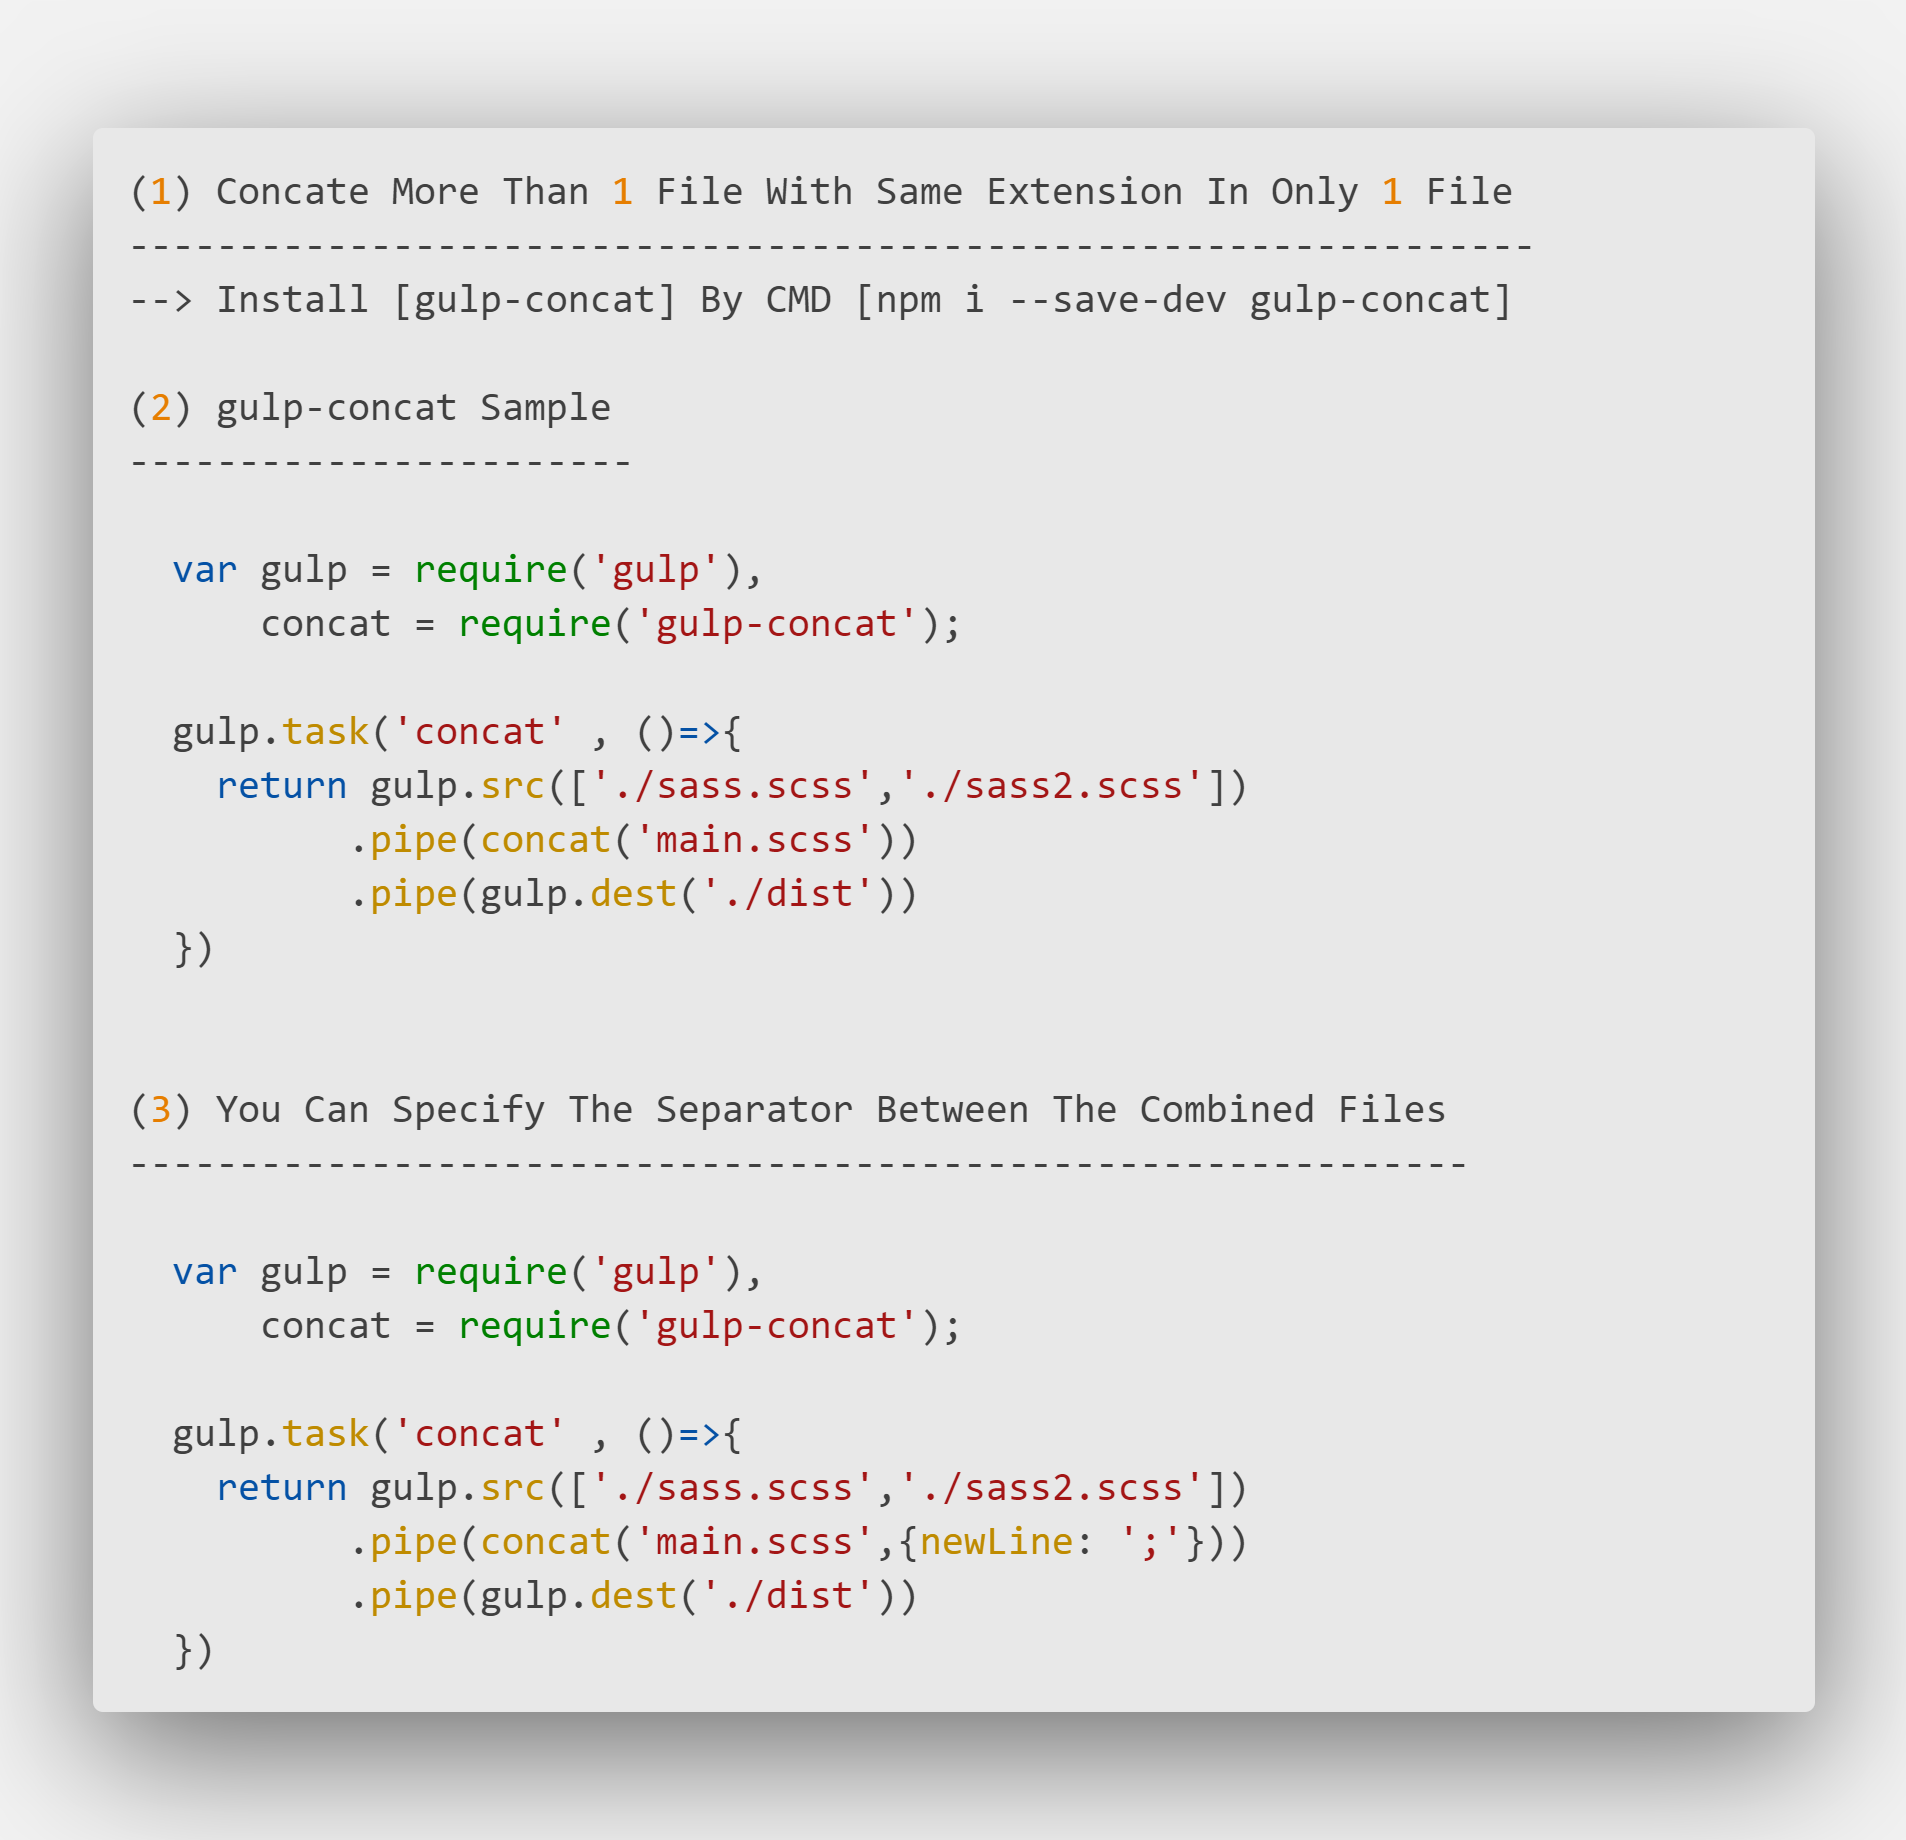 (1) Concate More Than 1 File With Same Extension In Only 1 File
----------------------------------------------------------------
--> Install [gulp-concat] By CMD [npm i --save-dev gulp-concat]
(2) gulp-concat Sample
-----------------------
var gulp = require('gulp'),
concat = require('gulp-concat');
gulp.task('concat' , ()=>{
return gulp.src(['./sass.scss','./sass2.scss'])
.pipe(concat('main.scss'))
.pipe(gulp.dest('./dist'))
})
(3) You Can Specify The Separator Between The Combined Files
-------------------------------------------------------------
var gulp = require('gulp'),
concat = require('gulp-concat');
gulp.task('concat' , ()=>{
return gulp.src(['./sass.scss','./sass2.scss'])
.pipe(concat('main.scss',{newLine: ';'}))
.pipe(gulp.dest('./dist'))
})